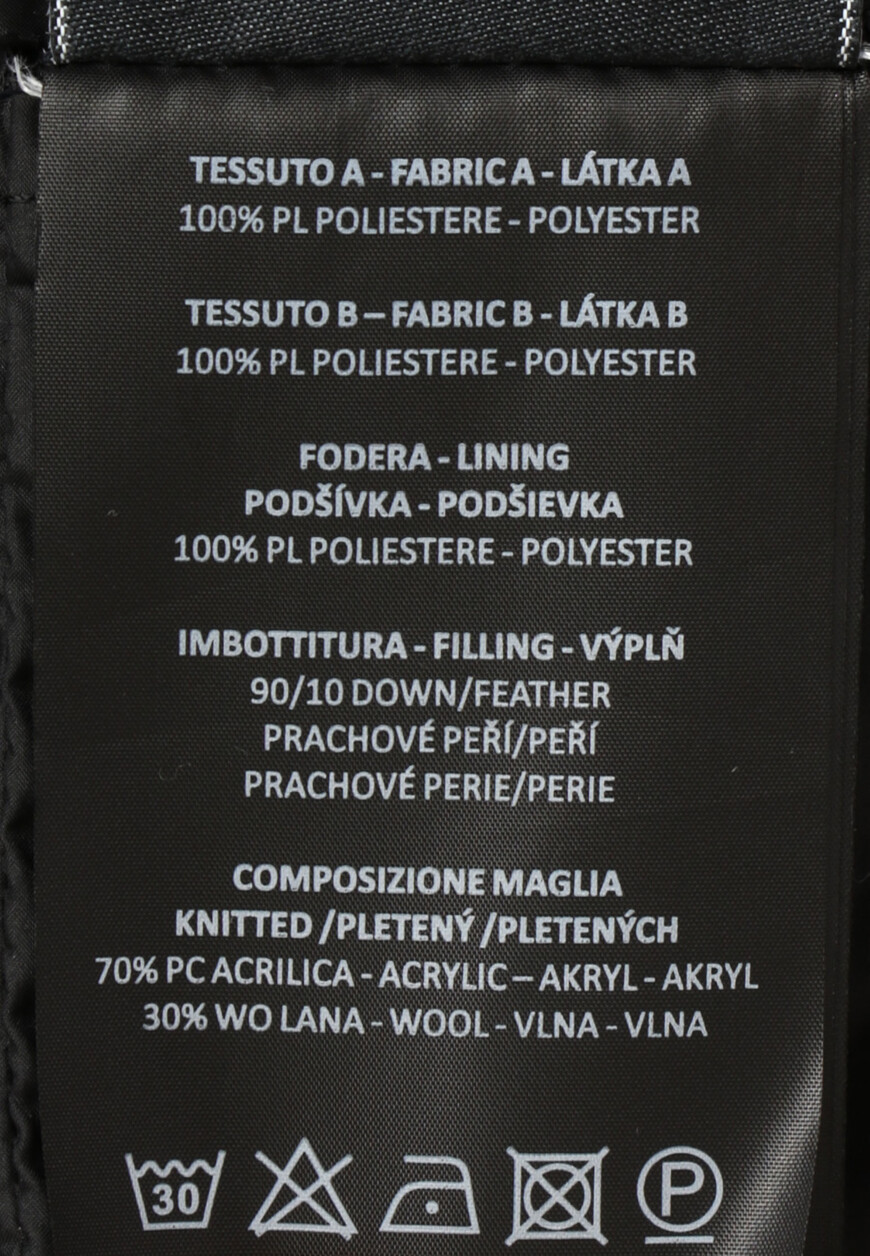 TESSUTO A - FABRIC A - LÁTKA A
100% PL POLIESTERE - POLYESTER
TESSUTO B – FABRIC B - LÁTKA B
100% PL POLIESTERE - POLYESTER
FODERA - LINING
PODŠÍVKA - PODŠIEVKA
100% PL POLIESTERE - POLYESTER
IMBOTTITURA - FILLING - VÝPLŇ
90/10 DOWN/FEATHER
PRACHOVÉ PEŘÍ/PEŘÍ
PRACHOVÉ PERIE/PERIE
COMPOSIZIONE MAGLIA
KNITTED /PLETENÝ /PLETENÝCH
70% PC ACRILICA - ACRYLIC – AKRYL - AKRYL
30% WO LANA - WOOL - VLNA - VLNA
30 P